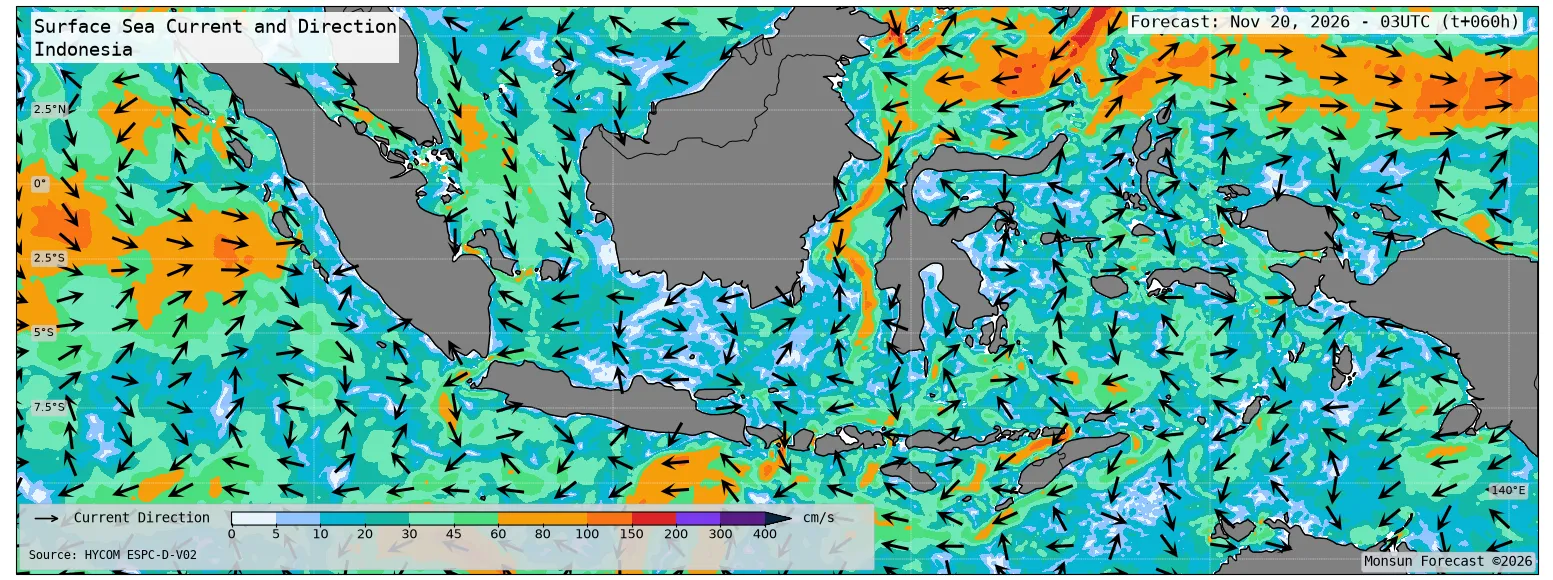 Surface Sea Current and Direction
Indonesia
Forecast: Nov 20, 2026 - 03UTC (t+060h)
2.5°N
0°
2.5°S
5°S
7.5°S
140°E
Current Direction
0 5 10 20 30 45 60 80 100 150 200 300 400
cm/s
Source: HYCOM ESPC-D-V02
Monsun Forecast ©2026